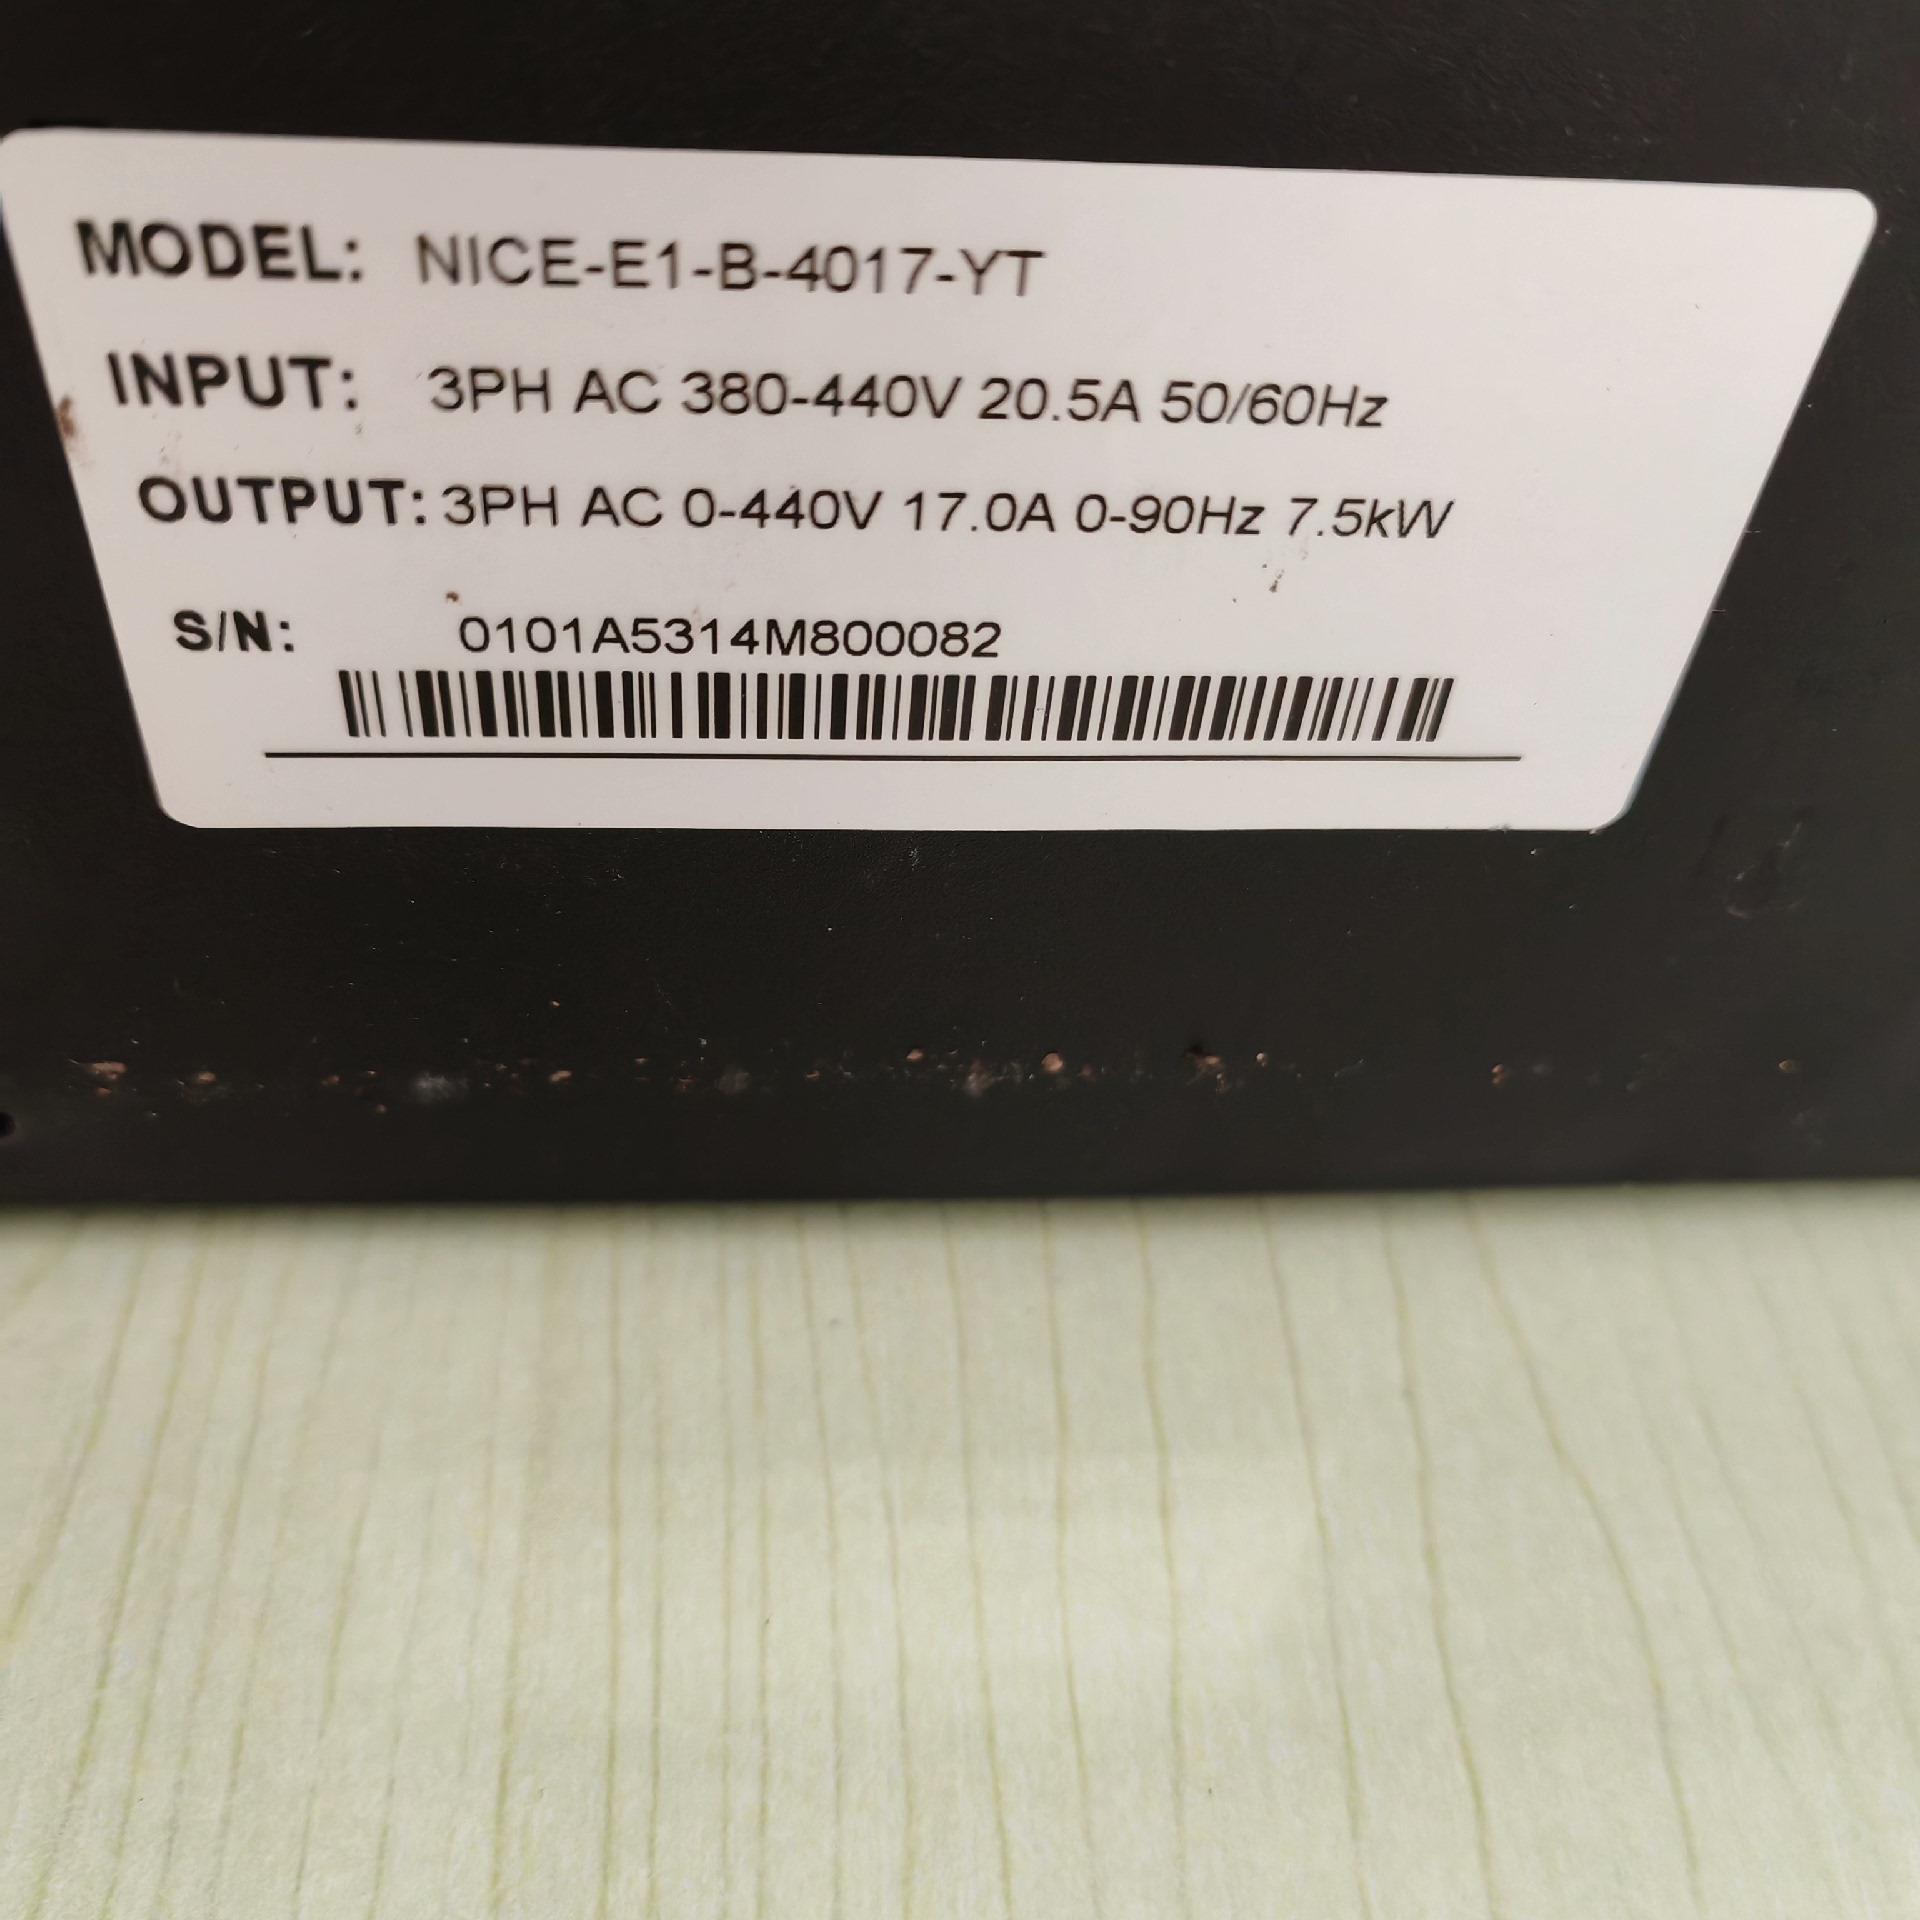 MODEL: NICE-E1-B-4017-YT
INPUT: 3PH AC 380-440V 20.5A 50/60Hz
OUTPUT: 3PH AC 0-440V 17.0A 0-90Hz 7.5kW
S/N: 0101A5314M800082